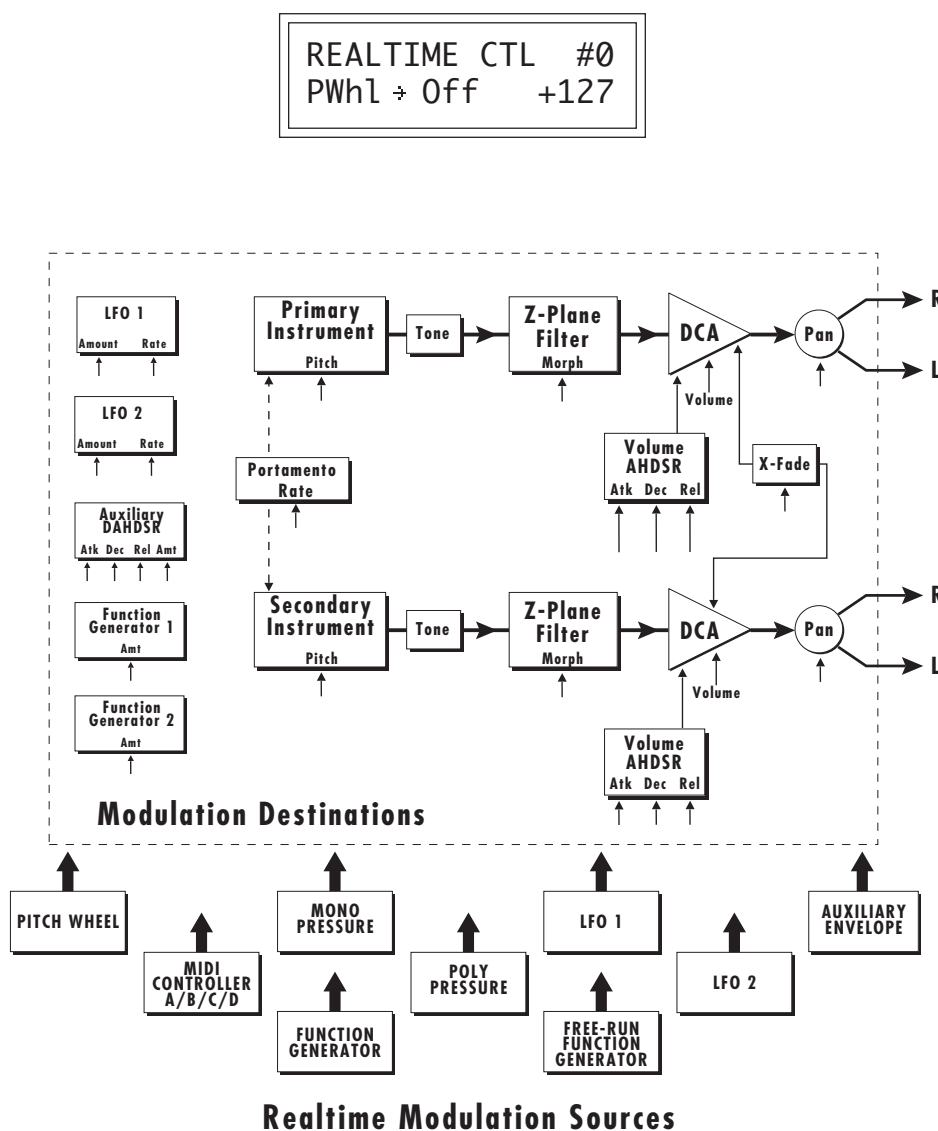 REALTIME CTL #0
PWhl → Off +127
LFO 1
Amount Rate
LFO 2
Amount Rate
Auxiliary
DAHDSR
Atk Dec Rel Amt
Function
Generator 1
Amt
Function
Generator 2
Amt
Primary
Instrument
Pitch
Tone
Z-Plane
Filter
Morph
DCA
Volume
Pan
R
L
Portamento
Rate
Volume
AHDSR
Atk Dec Rel
X-Fade
Secondary
Instrument
Pitch
Tone
Z-Plane
Filter
Morph
DCA
Volume
Pan
R
L
Volume
AHDSR
Atk Dec Rel
Modulation Destinations
PITCH WHEEL
MIDI
CONTROLLER
A/B/C/D
MONO
PRESSURE
FUNCTION
GENERATOR
POLY
PRESSURE
LFO 1
FREE-RUN
FUNCTION
GENERATOR
LFO 2
AUXILIARY
ENVELOPE
Realtime Modulation Sources